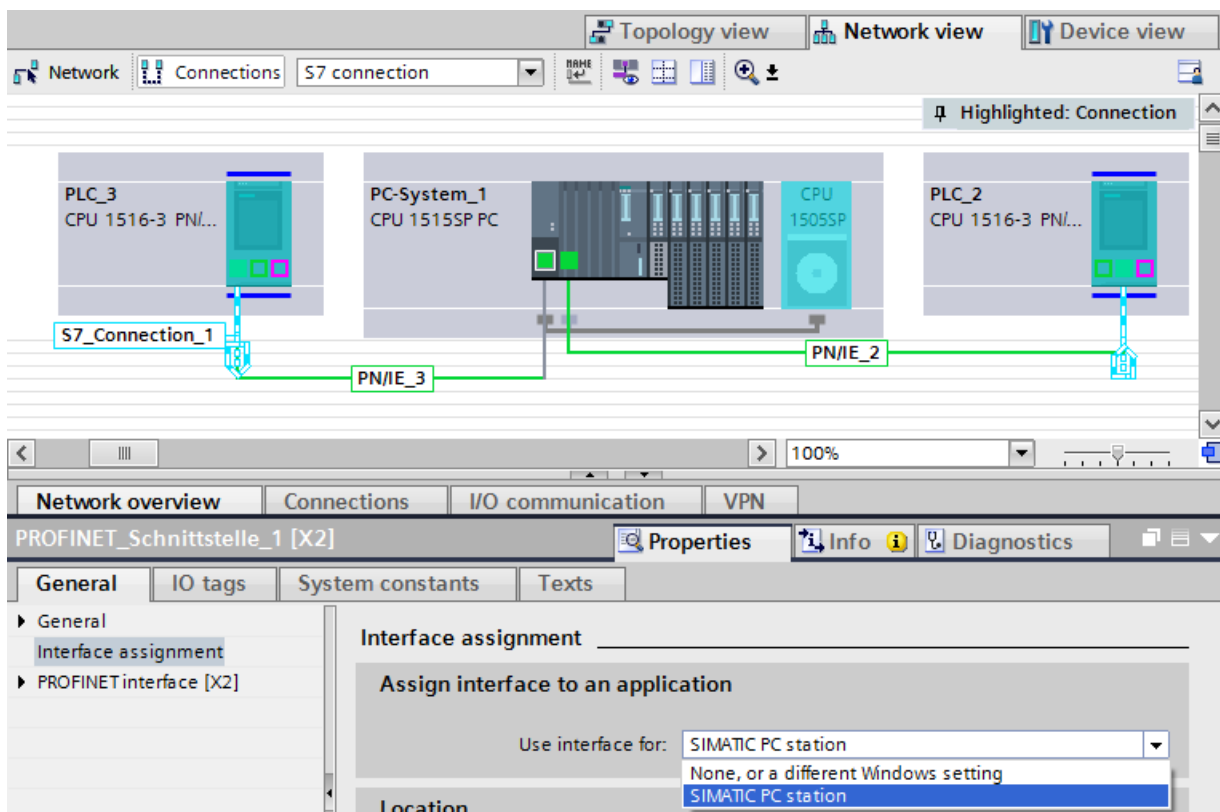 Topology view
Network view
Device view
Network
Connections
S7 connection
NAME
Highlighted: Connection
PLC_3
CPU 1516-3 PN/...
PC-System_1
CPU 1515SP PC
CPU
1505SP
PLC_2
CPU 1516-3 PN/...
S7_Connection_1
PN/IE_2
PN/IE_3
100%
Network overview
Connections
I/O communication
VPN
PROFINET_Schnittstelle_1 [X2]
Properties
Info
Diagnostics
General
IO tags
System constants
Texts
General
Interface assignment
PROFINET interface [X2]
Interface assignment
Assign interface to an application
Use interface for: SIMATIC PC station
None, or a different Windows setting
SIMATIC PC station
Location